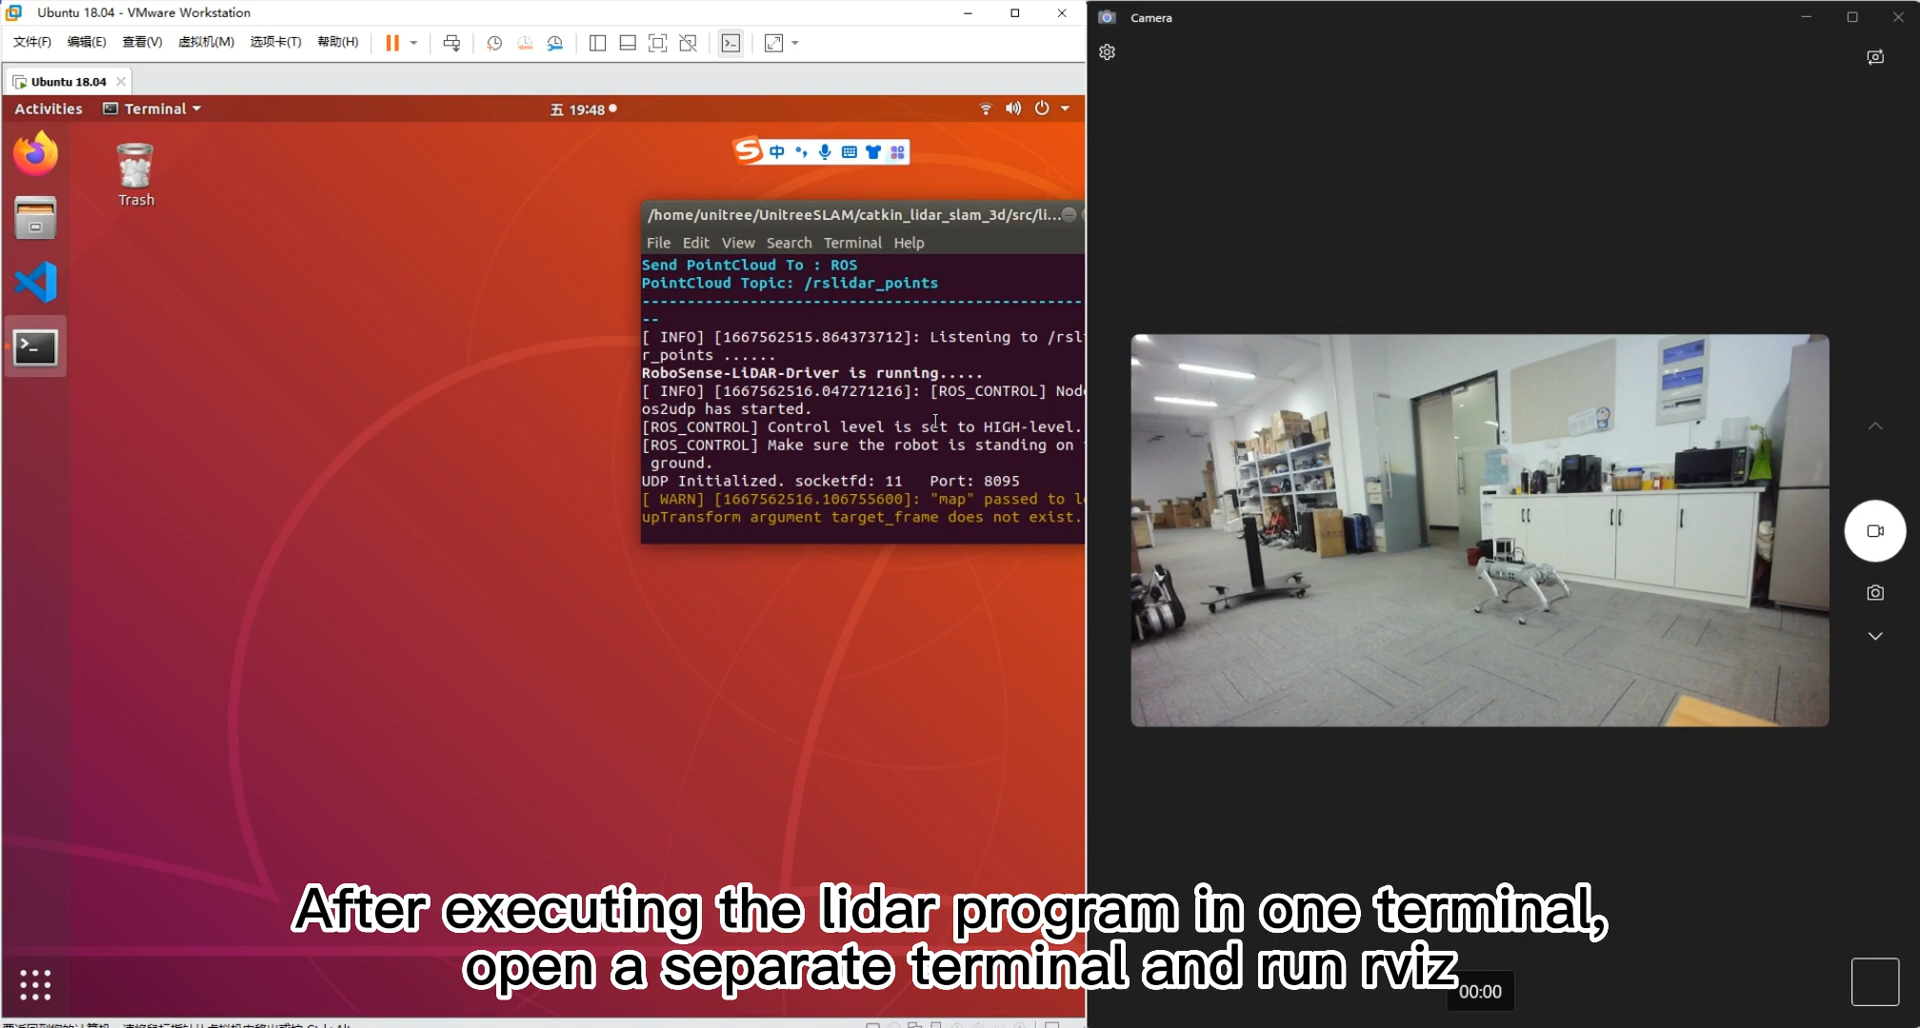 Ubuntu 18.04 - VMware Workstation
文件(F) 编辑(E) 查看(V) 虚拟机(M) 选项卡(T) 帮助(H)
Ubuntu 18.04
Activities Terminal 五 19:48
中
Trash
/home/unitree/UnitreeSLAM/catkin_lidar_slam_3d/src/li...
File Edit View Search Terminal Help
Send PointCloud To : ROS
PointCloud Topic: /rslidar_points
--------------------------------------------------
--
[ INFO] [1667562515.864373712]: Listening to /rsl
r_points ......
RoboSense-LiDAR-Driver is running.....
[ INFO] [1667562516.047271216]: [ROS_CONTROL] Nod
os2udp has started.
[ROS_CONTROL] Control level is set to HIGH-level.
[ROS_CONTROL] Make sure the robot is standing on
ground.
UDP Initialized. socketfd: 11 Port: 8095
[ WARN] [1667562516.106755600]: "map" passed to l
upTransform argument target_frame does not exist.
Camera
After executing the lidar program in one terminal,
open a separate terminal and run rviz
00:00